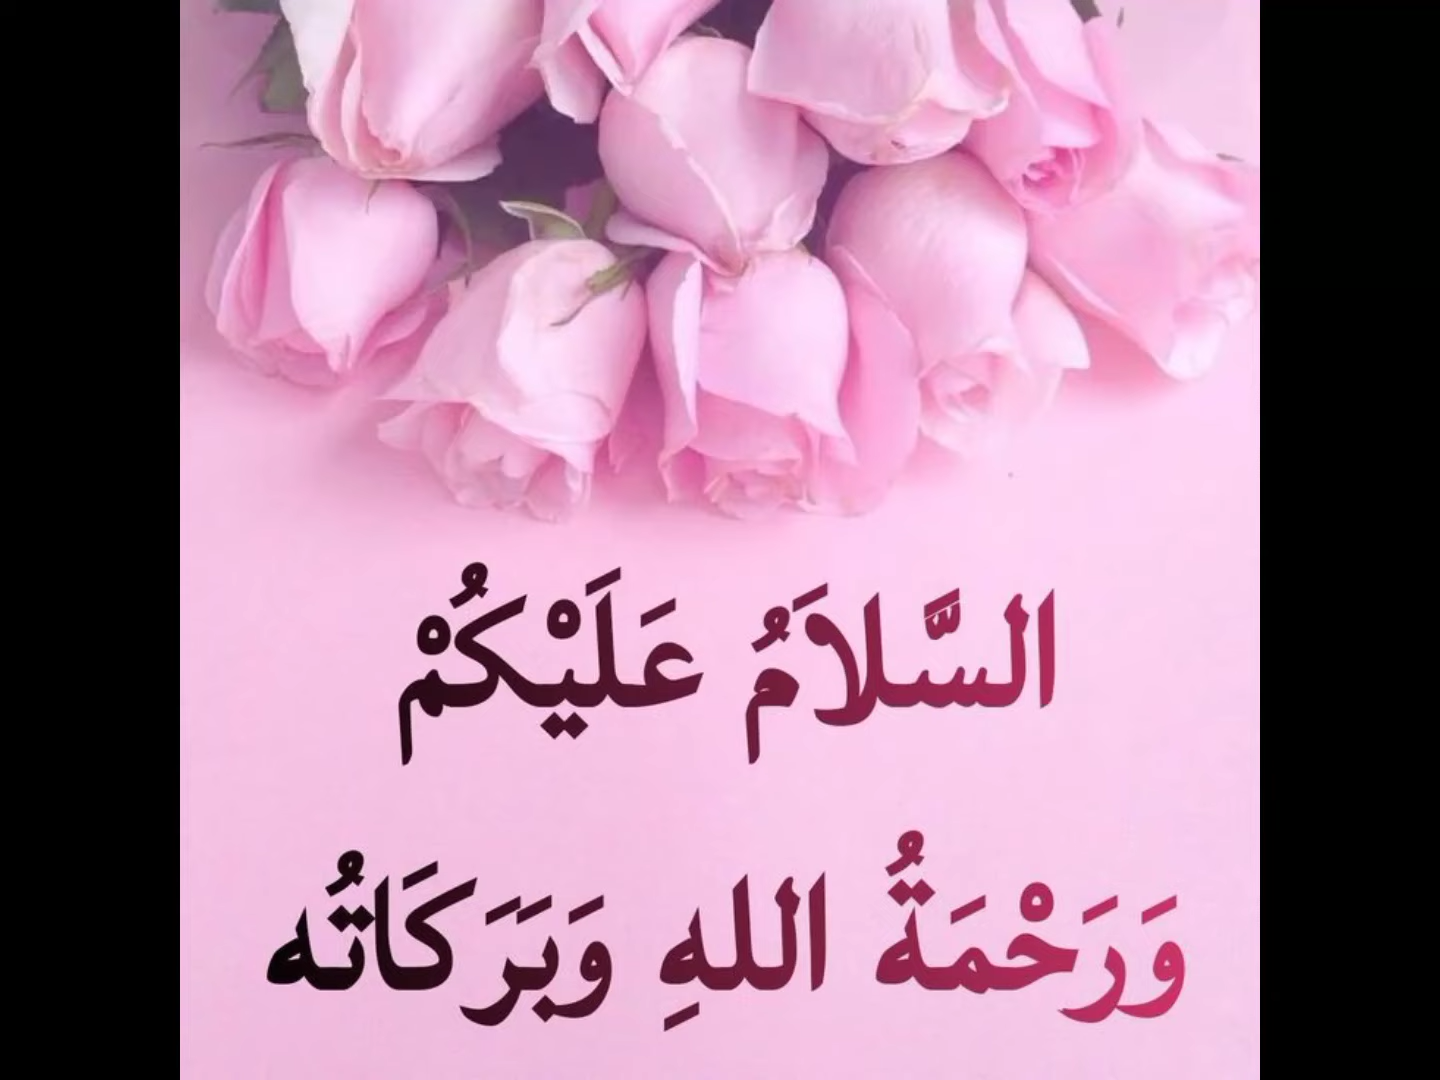 السَّلاَمُ عَلَيْكُمْ
وَرَحْمَةُ اللهِ وَبَرَكَاتُه